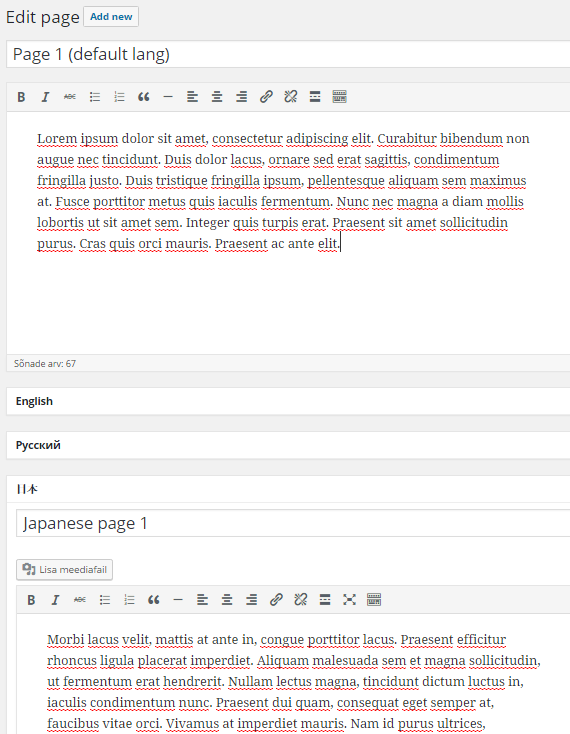 Edit page Add new
Page 1 (default lang)
B I ABC
Lorem ipsum dolor sit amet, consectetur adipiscing elit. Curabitur bibendum non
augue nec tincidunt. Duis dolor lacus, ornare sed erat sagittis, condimentum
fringilla justo. Duis tristique fringilla ipsum, pellentesque aliquam sem maximus
at. Fusce porttitor metus quis iaculis fermentum. Nunc nec magna a diam mollis
lobortis ut sit amet sem. Integer quis turpis erat. Praesent sit amet sollicitudin
purus. Cras quis orci mauris. Praesent ac ante elit.
Sõnade arv: 67
English
Русский
日本
Japanese page 1
Lisa meediafail
B I ABC
Morbi lacus velit, mattis at ante in, congue porttitor lacus. Praesent efficitur
rhoncus ligula placerat imperdiet. Aliquam malesuada sem et magna sollicitudin,
ut fermentum erat hendrerit. Nullam lectus magna, tincidunt dictum luctus in,
iaculis condimentum nunc. Praesent dui quam, consequat eget semper at,
faucibus vitae orci. Vivamus at imperdiet mauris. Nam id purus ultrices,